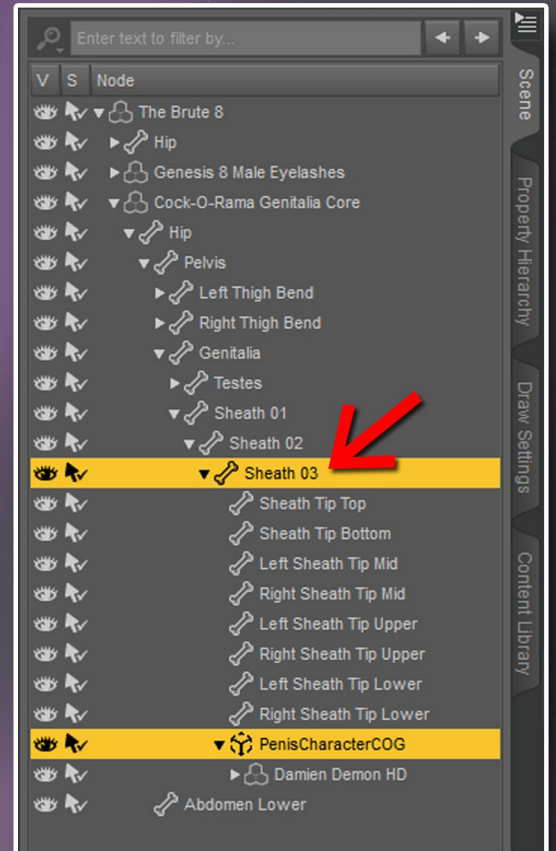 Enter text to filter by...
V S Node
The Brute 8
Hip
Genesis 8 Male Eyelashes
Cock-O-Rama Genitalia Core
Hip
Pelvis
Left Thigh Bend
Right Thigh Bend
Genitalia
Testes
Sheath 01
Sheath 02
Sheath 03
Sheath Tip Top
Sheath Tip Bottom
Left Sheath Tip Mid
Right Sheath Tip Mid
Left Sheath Tip Upper
Right Sheath Tip Upper
Left Sheath Tip Lower
Right Sheath Tip Lower
PenisCharacterCOG
Damien Demon HD
Abdomen Lower
Scene
Property Hierarchy
Draw Settings
Content Library